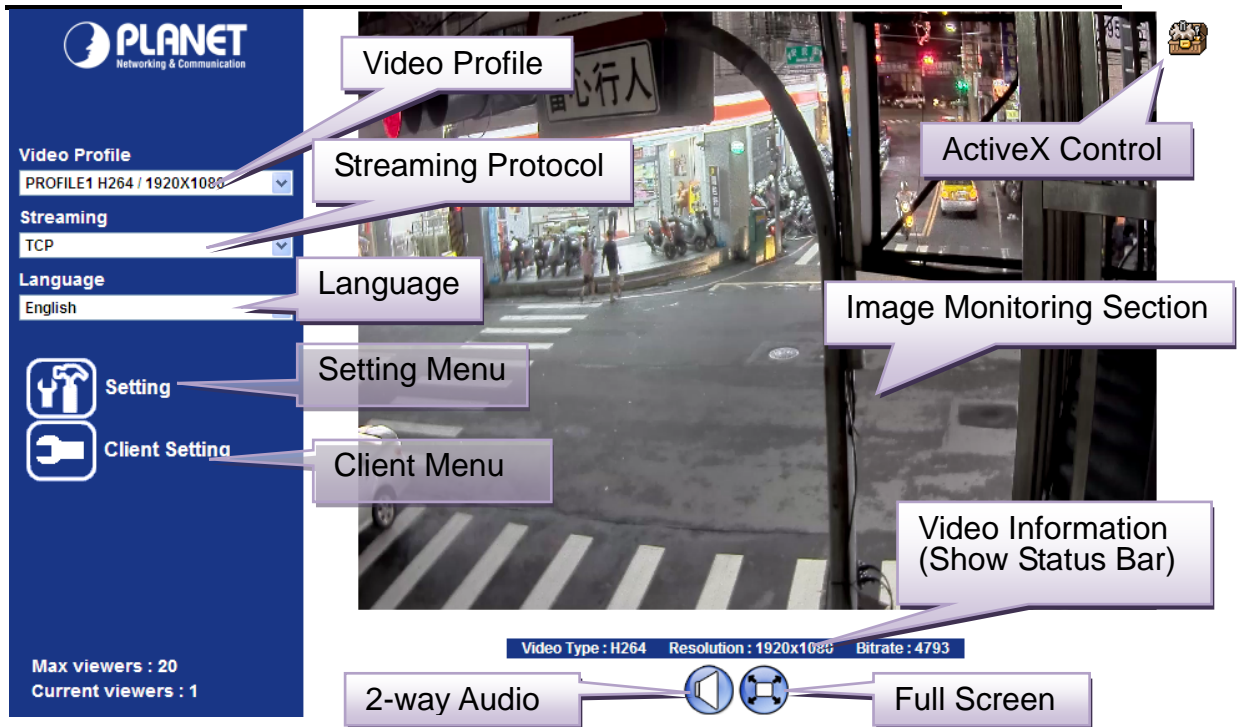 PLANET
Networking & Communication
Video Profile
PROFILE1 H264 / 1920X1080
Streaming
TCP
Language
English
Setting
Client Setting
Max viewers : 20
Current viewers : 1
Video Profile
Streaming Protocol
Language
Setting Menu
Client Menu
心行人
95
ActiveX Control
Image Monitoring Section
Video Information
(Show Status Bar)
Video Type : H264 Resolution : 1920x1080 Bitrate : 4793
2-way Audio
Full Screen